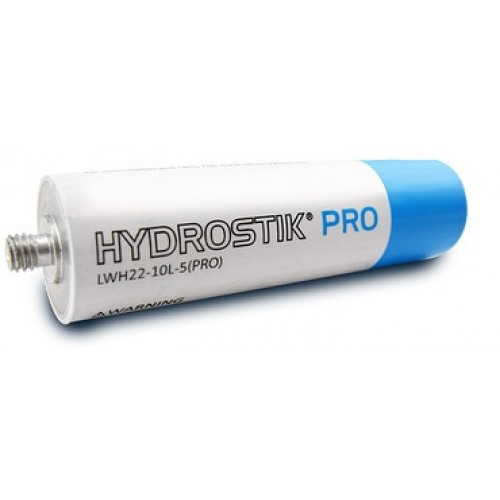 HYDROSTIK® PRO
LWH22-10L-5(PRO)
⚠WARNING